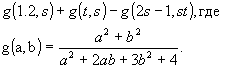 g(1.2, s) + g(t, s) − g(2s − 1, st), где
g(a, b) = (a² + b²) / (a² + 2ab + 3b² + 4).